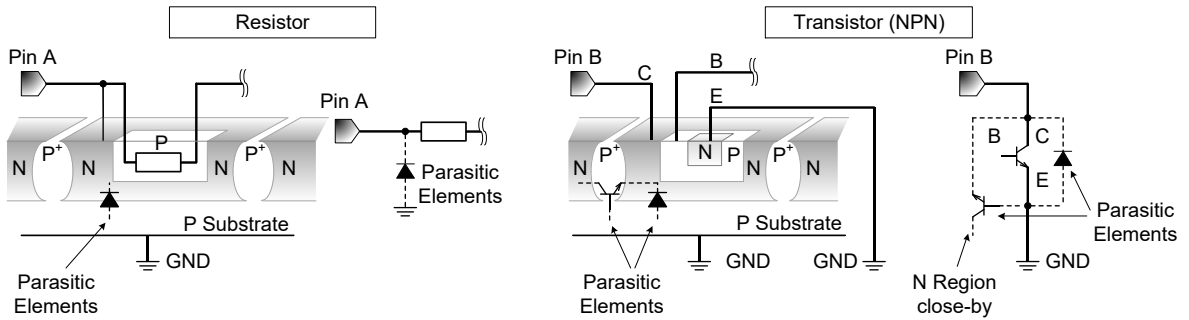 Resistor
Transistor (NPN)
Pin A
Pin B
C
B
E
Pin B
Pin A
N
P+
N
P
N
P+
N
Parasitic
Elements
N
P+
N
P
N
P+
N
B
C
E
P Substrate
GND
Parasitic
Elements
P Substrate
GND
GND
Parasitic
Elements
GND
Parasitic
Elements
N Region
close-by